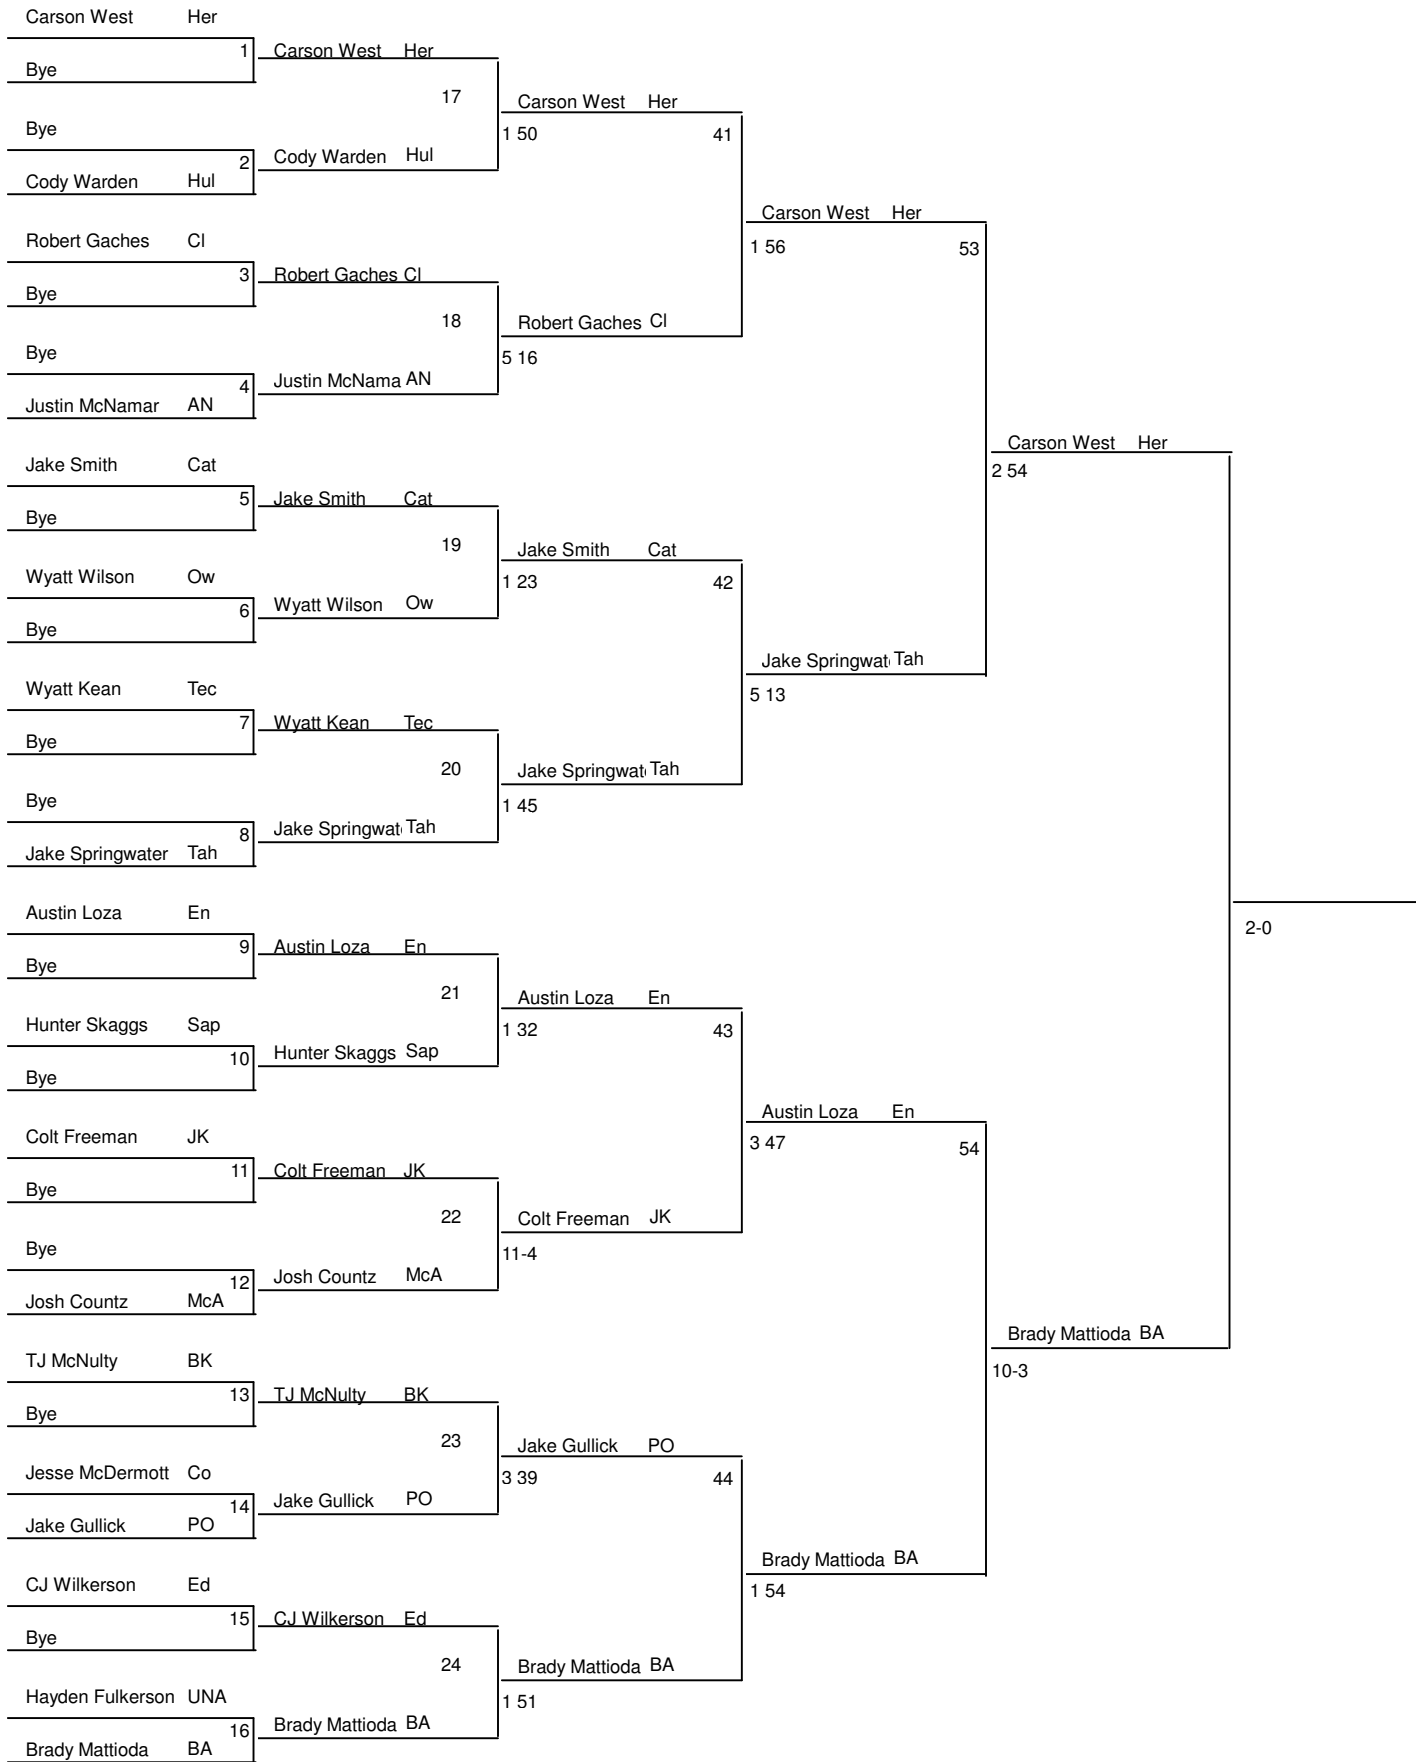 Carson West Her
1 Carson West Her
Bye
17 Carson West Her
Bye
1 50 41
2 Cody Warden Hul
Cody Warden Hul
Carson West Her
Robert Gaches Cl
1 56 53
3 Robert Gaches Cl
Bye
18 Robert Gaches Cl
Bye
5 16
4 Justin McNama AN
Justin McNamar AN
Carson West Her
Jake Smith Cat
2 54
5 Jake Smith Cat
Bye
19 Jake Smith Cat
Wyatt Wilson Ow
1 23 42
6 Wyatt Wilson Ow
Bye
Jake Springwat Tah
Wyatt Kean Tec
5 13
7 Wyatt Kean Tec
Bye
20 Jake Springwat Tah
Bye
1 45
8 Jake Springwat Tah
Jake Springwater Tah
Austin Loza En
2-0
9 Austin Loza En
Bye
21 Austin Loza En
Hunter Skaggs Sap
1 32 43
10 Hunter Skaggs Sap
Bye
Austin Loza En
Colt Freeman JK
3 47 54
11 Colt Freeman JK
Bye
22 Colt Freeman JK
Bye
11-4
12 Josh Countz McA
Josh Countz McA
Brady Mattioda BA
TJ McNulty BK
10-3
13 TJ McNulty BK
Bye
23 Jake Gullick PO
Jesse McDermott Co
3 39 44
14 Jake Gullick PO
Jake Gullick PO
Brady Mattioda BA
CJ Wilkerson Ed
1 54
15 CJ Wilkerson Ed
Bye
24 Brady Mattioda BA
Hayden Fulkerson UNA
1 51
16 Brady Mattioda BA
Brady Mattioda BA